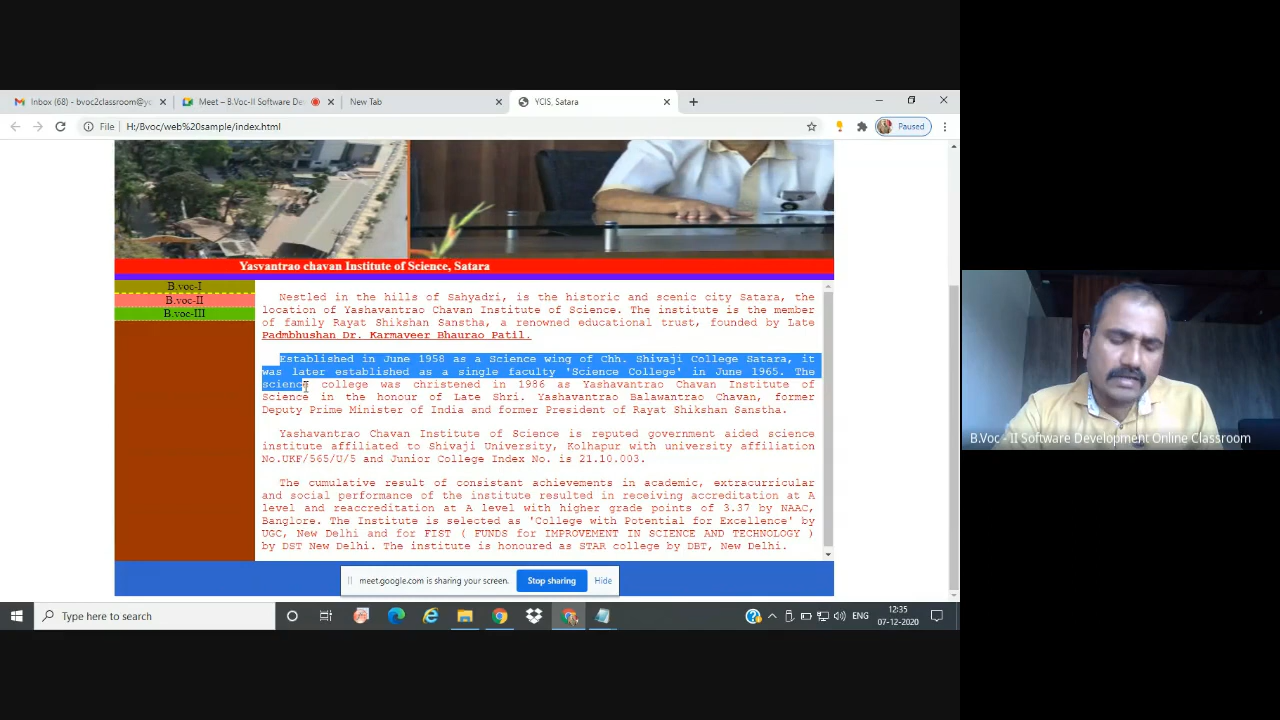 Inbox (68) - bvoc2classroom@yc
Meet – B.Voc-II Software De
New Tab
YCIS, Satara
File
H:/Bvoc/web%20sample/index.html
Paused
Yasvantrao chavan Institute of Science, Satara
B.voc-I
B.voc-II
B.voc-III
Nestled in the hills of Sahyadri, is the historic and scenic city Satara, the
location of Yashavantrao Chavan Institute of Science. The institute is the member
of family Rayat Shikshan Sanstha, a renowned educational trust, founded by Late
Padmbhushan Dr. Karmaveer Bhaurao Patil.
Established in June 1958 as a Science wing of Chh. Shivaji College Satara, it
was later established as a single faculty 'Science College' in June 1965. The
science college was christened in 1986 as Yashavantrao Chavan Institute of
Science in the honour of Late Shri. Yashavantrao Balawantrao Chavan, former
Deputy Prime Minister of India and former President of Rayat Shikshan Sanstha.
Yashavantrao Chavan Institute of Science is reputed government aided science
institute affiliated to Shivaji University, Kolhapur with university affiliation
No.UKF/565/U/5 and Junior College Index No. is 21.10.003.
The cumulative result of consistant achievements in academic, extracurricular
and social performance of the institute resulted in receiving accreditation at A
level and reaccreditation at A level with higher grade points of 3.37 by NAAC,
Banglore. The Institute is selected as 'College with Potential for Excellence' by
UGC, New Delhi and for FIST ( FUNDS for IMPROVEMENT IN SCIENCE AND TECHNOLOGY )
by DST New Delhi. The institute is honoured as STAR college by DBT, New Delhi.
meet.google.com is sharing your screen.
Stop sharing
Hide
Type here to search
ENG
12:35
07-12-2020
B.Voc - II Software Development Online Classroom